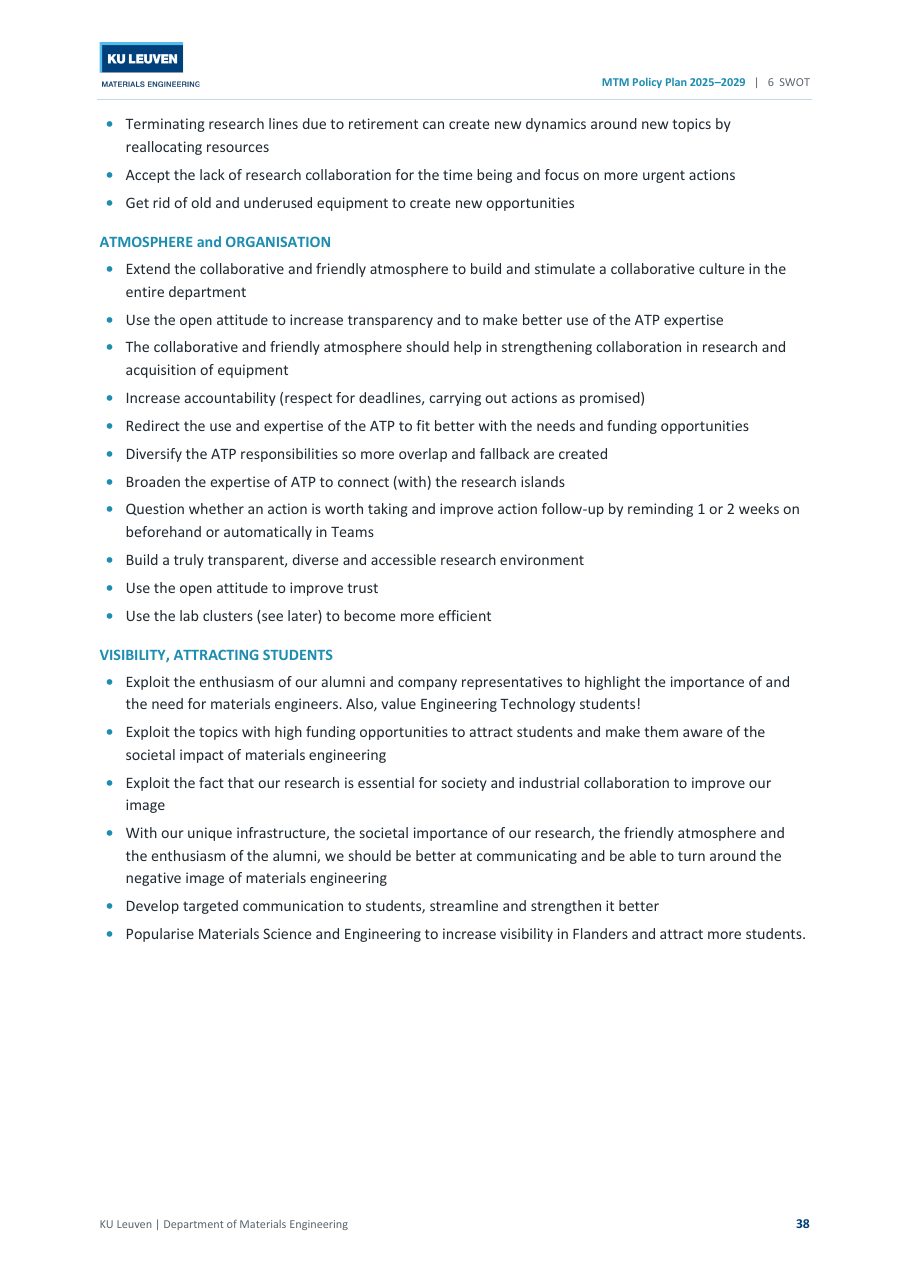 KU LEUVEN
MATERIALS ENGINEERING
MTM Policy Plan 2025–2029 | 6 SWOT
• Terminating research lines due to retirement can create new dynamics around new topics by
reallocating resources
• Accept the lack of research collaboration for the time being and focus on more urgent actions
• Get rid of old and underused equipment to create new opportunities
ATMOSPHERE and ORGANISATION
• Extend the collaborative and friendly atmosphere to build and stimulate a collaborative culture in the
entire department
• Use the open attitude to increase transparency and to make better use of the ATP expertise
• The collaborative and friendly atmosphere should help in strengthening collaboration in research and
acquisition of equipment
• Increase accountability (respect for deadlines, carrying out actions as promised)
• Redirect the use and expertise of the ATP to fit better with the needs and funding opportunities
• Diversify the ATP responsibilities so more overlap and fallback are created
• Broaden the expertise of ATP to connect (with) the research islands
• Question whether an action is worth taking and improve action follow-up by reminding 1 or 2 weeks on
beforehand or automatically in Teams
• Build a truly transparent, diverse and accessible research environment
• Use the open attitude to improve trust
• Use the lab clusters (see later) to become more efficient
VISIBILITY, ATTRACTING STUDENTS
• Exploit the enthusiasm of our alumni and company representatives to highlight the importance of and
the need for materials engineers. Also, value Engineering Technology students!
• Exploit the topics with high funding opportunities to attract students and make them aware of the
societal impact of materials engineering
• Exploit the fact that our research is essential for society and industrial collaboration to improve our
image
• With our unique infrastructure, the societal importance of our research, the friendly atmosphere and
the enthusiasm of the alumni, we should be better at communicating and be able to turn around the
negative image of materials engineering
• Develop targeted communication to students, streamline and strengthen it better
• Popularise Materials Science and Engineering to increase visibility in Flanders and attract more students.
KU Leuven | Department of Materials Engineering 38